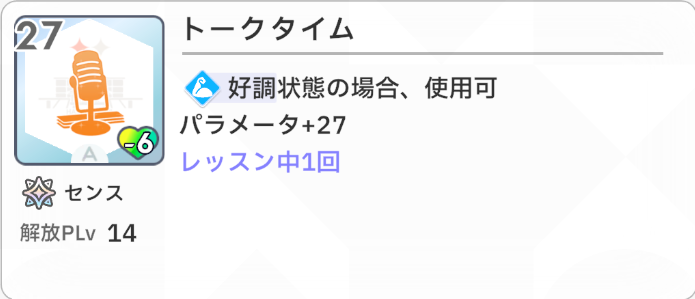 27
トークタイム
好調状態の場合、使用可
パラメータ+27
レッスン中1回
-6
A
センス
解放PLv 14